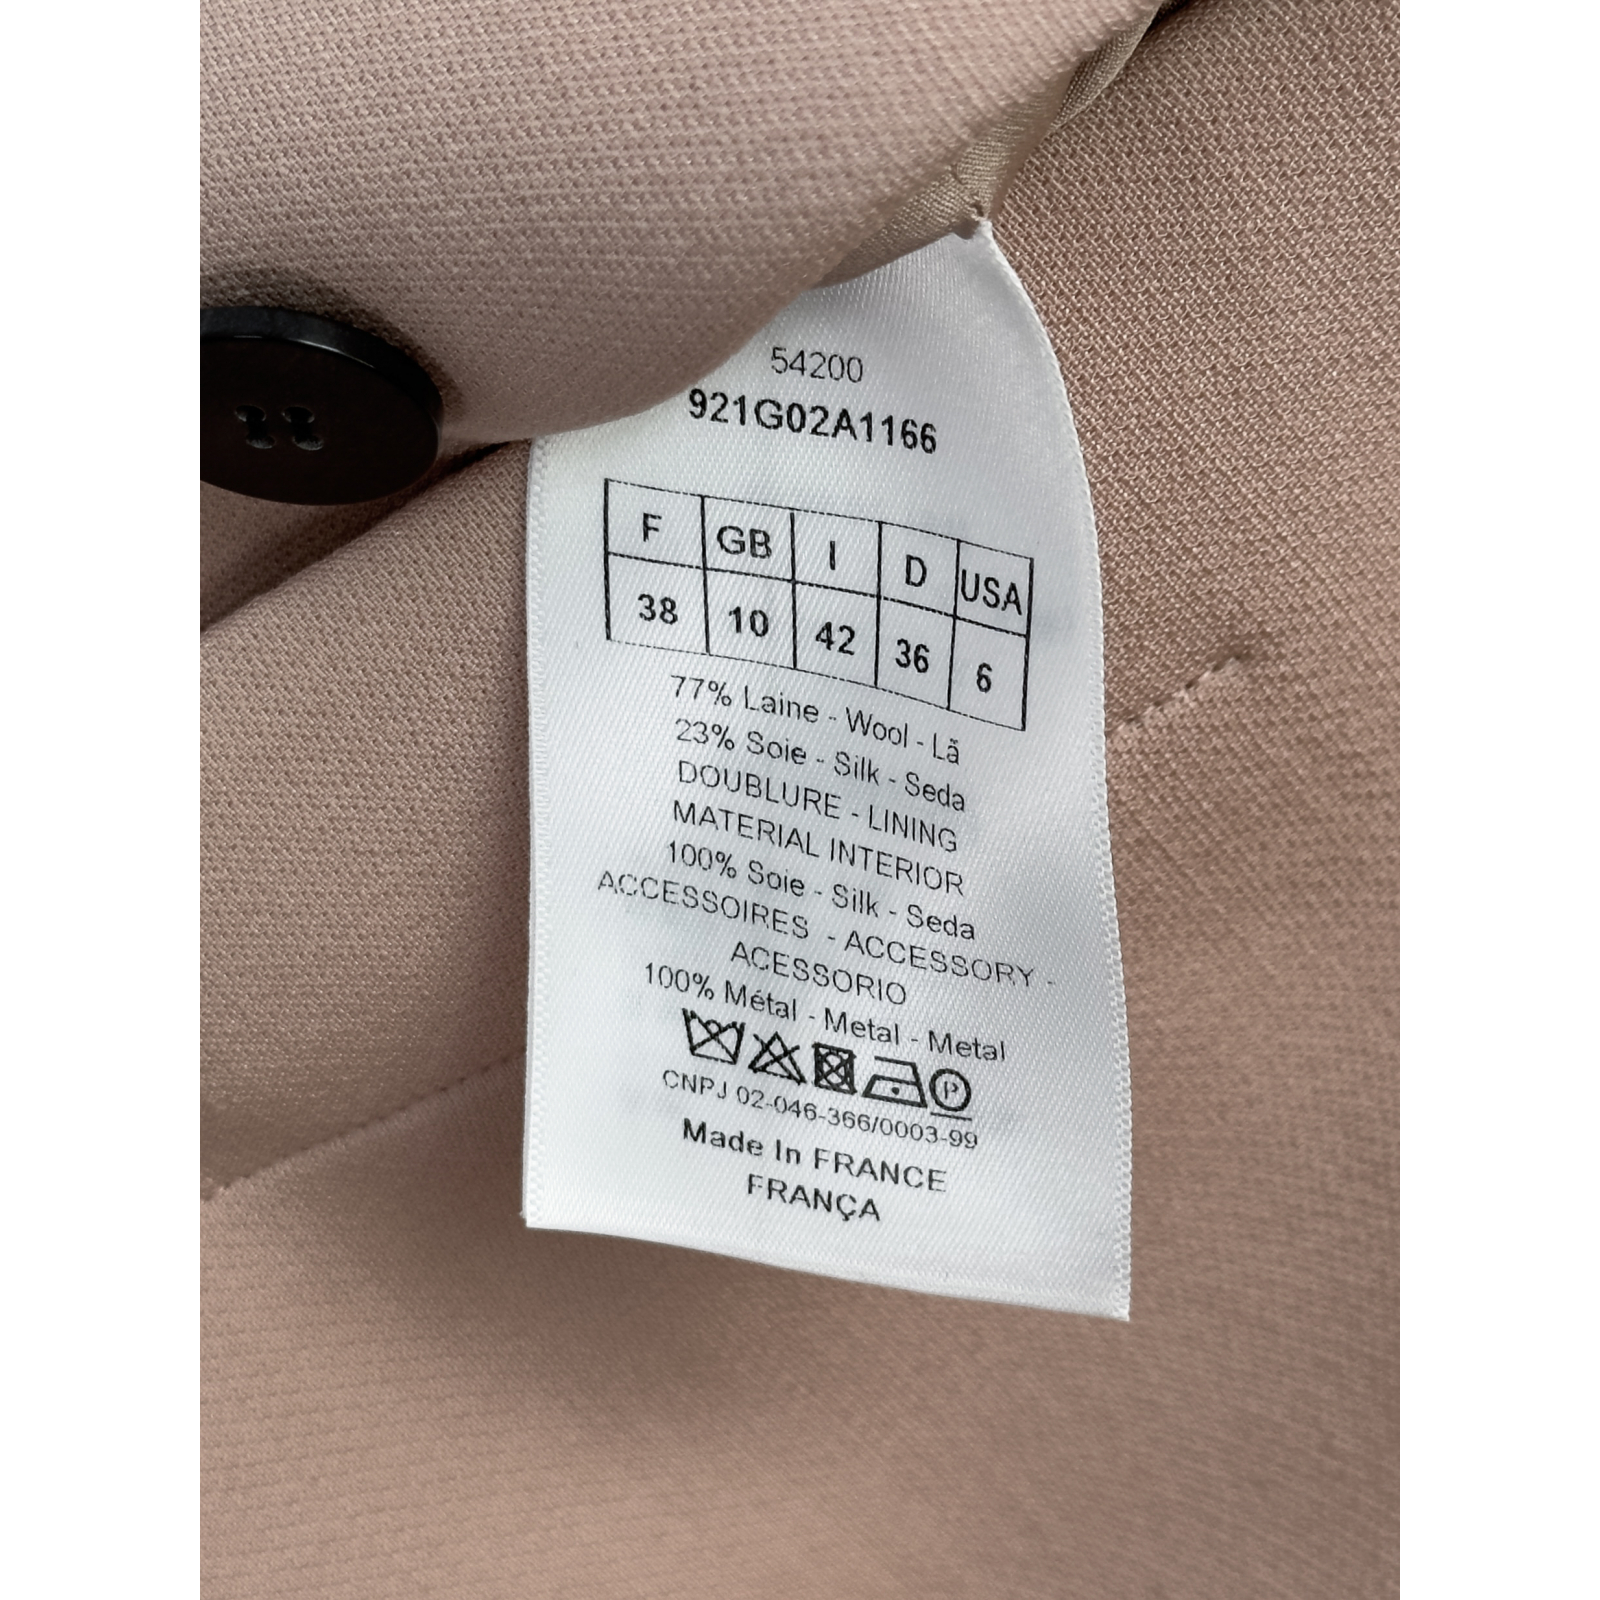 54200
921G02A1166
F GB I D USA
38 10 42 36 6
77% Laine - Wool - Lã
23% Soie - Silk - Seda
DOUBLURE - LINING
MATERIAL INTERIOR
100% Soie - Silk - Seda
ACCESSOIRES - ACCESSORY -
ACESSORIO
100% Métal - Metal - Metal
P
CNPJ 02-046-366/0003-99
Made In FRANCE
FRANÇA